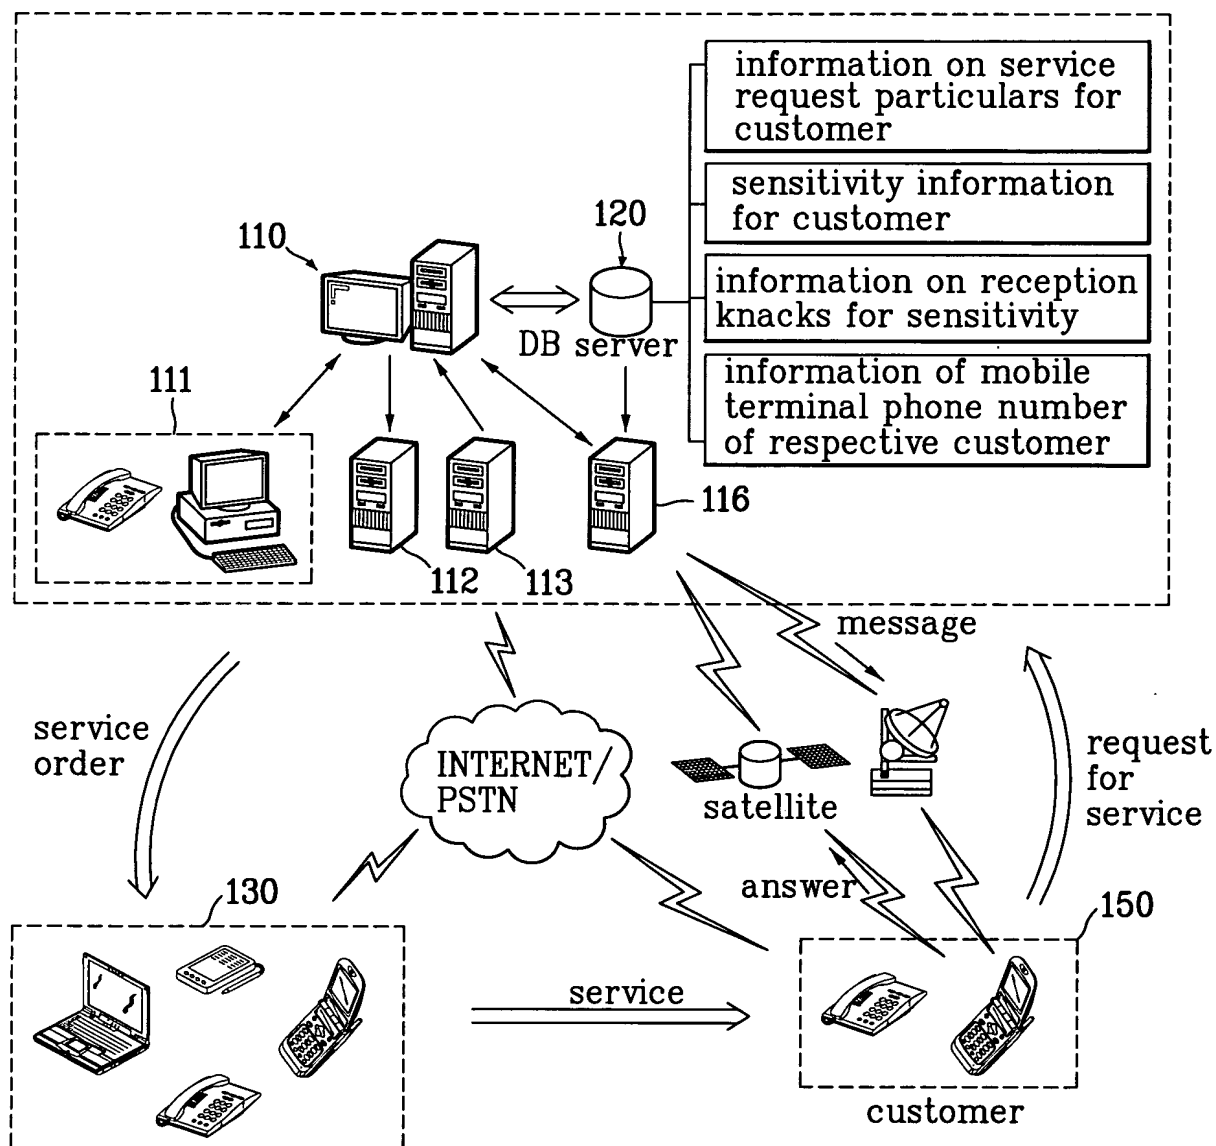 information on service
request particulars for
customer
sensitivity information
for customer
120
110
information on reception
knacks for sensitivity
DB server
information of mobile
terminal phone number
of respective customer
111
116
112
113
message
service
order
INTERNET/
PSTN
satellite
request
for
service
answer
130
150
service
customer